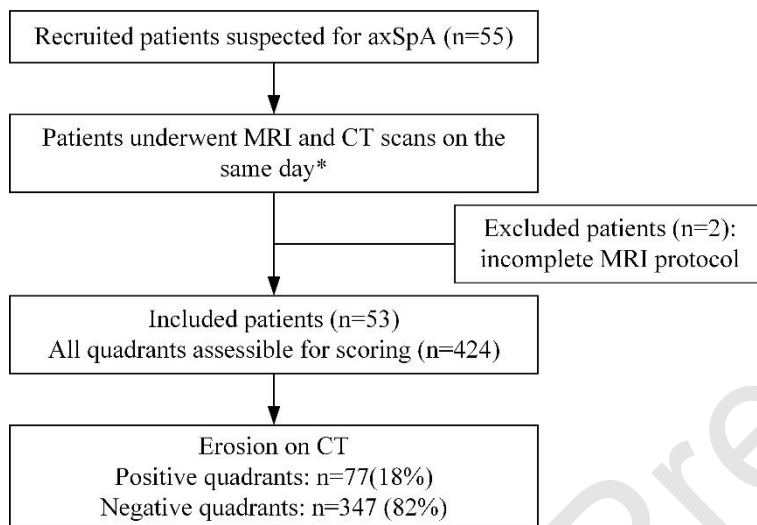 Recruited patients suspected for axSpA (n=55)
Patients underwent MRI and CT scans on the
same day*
Excluded patients (n=2):
incomplete MRI protocol
Included patients (n=53)
All quadrants assessible for scoring (n=424)
Erosion on CT
Positive quadrants: n=77(18%)
Negative quadrants: n=347 (82%)
Pre